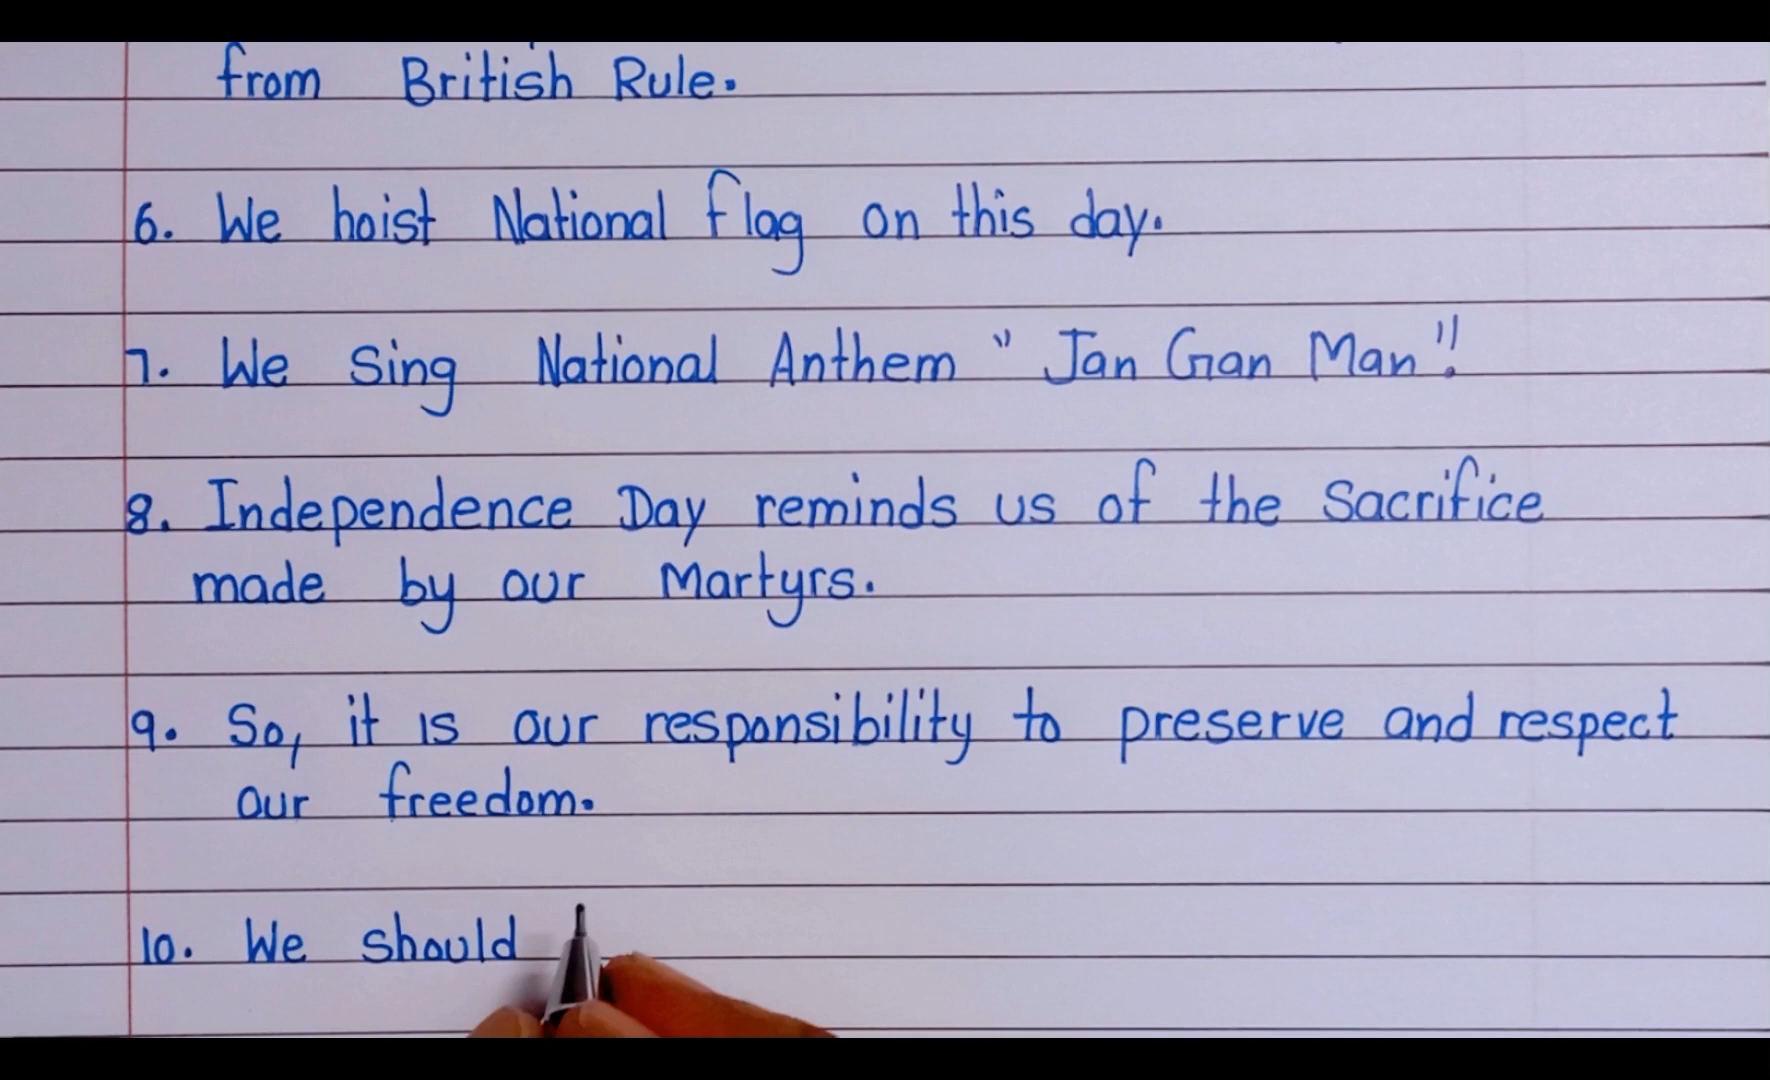 from British Rule.
6. We hoist National flag on this day.
7. We Sing National Anthem " Jan Gan Man".
8. Independence Day reminds us of the Sacrifice
made by our Martyrs.
9. So, it is our responsibility to preserve and respect
our freedom.
10. We should